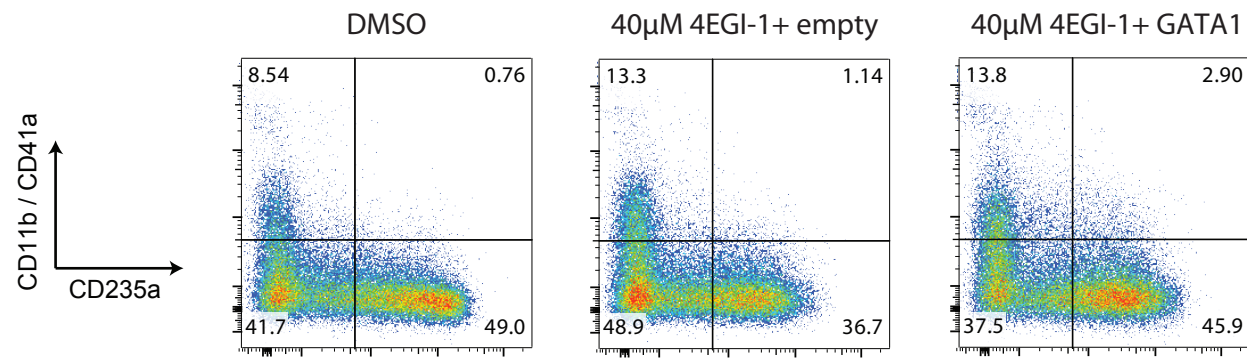 DMSO
40μM 4EGI-1+ empty
40μM 4EGI-1+ GATA1
8.54 0.76
13.3 1.14
13.8 2.90
CD11b / CD41a
CD235a
41.7 49.0
48.9 36.7
37.5 45.9